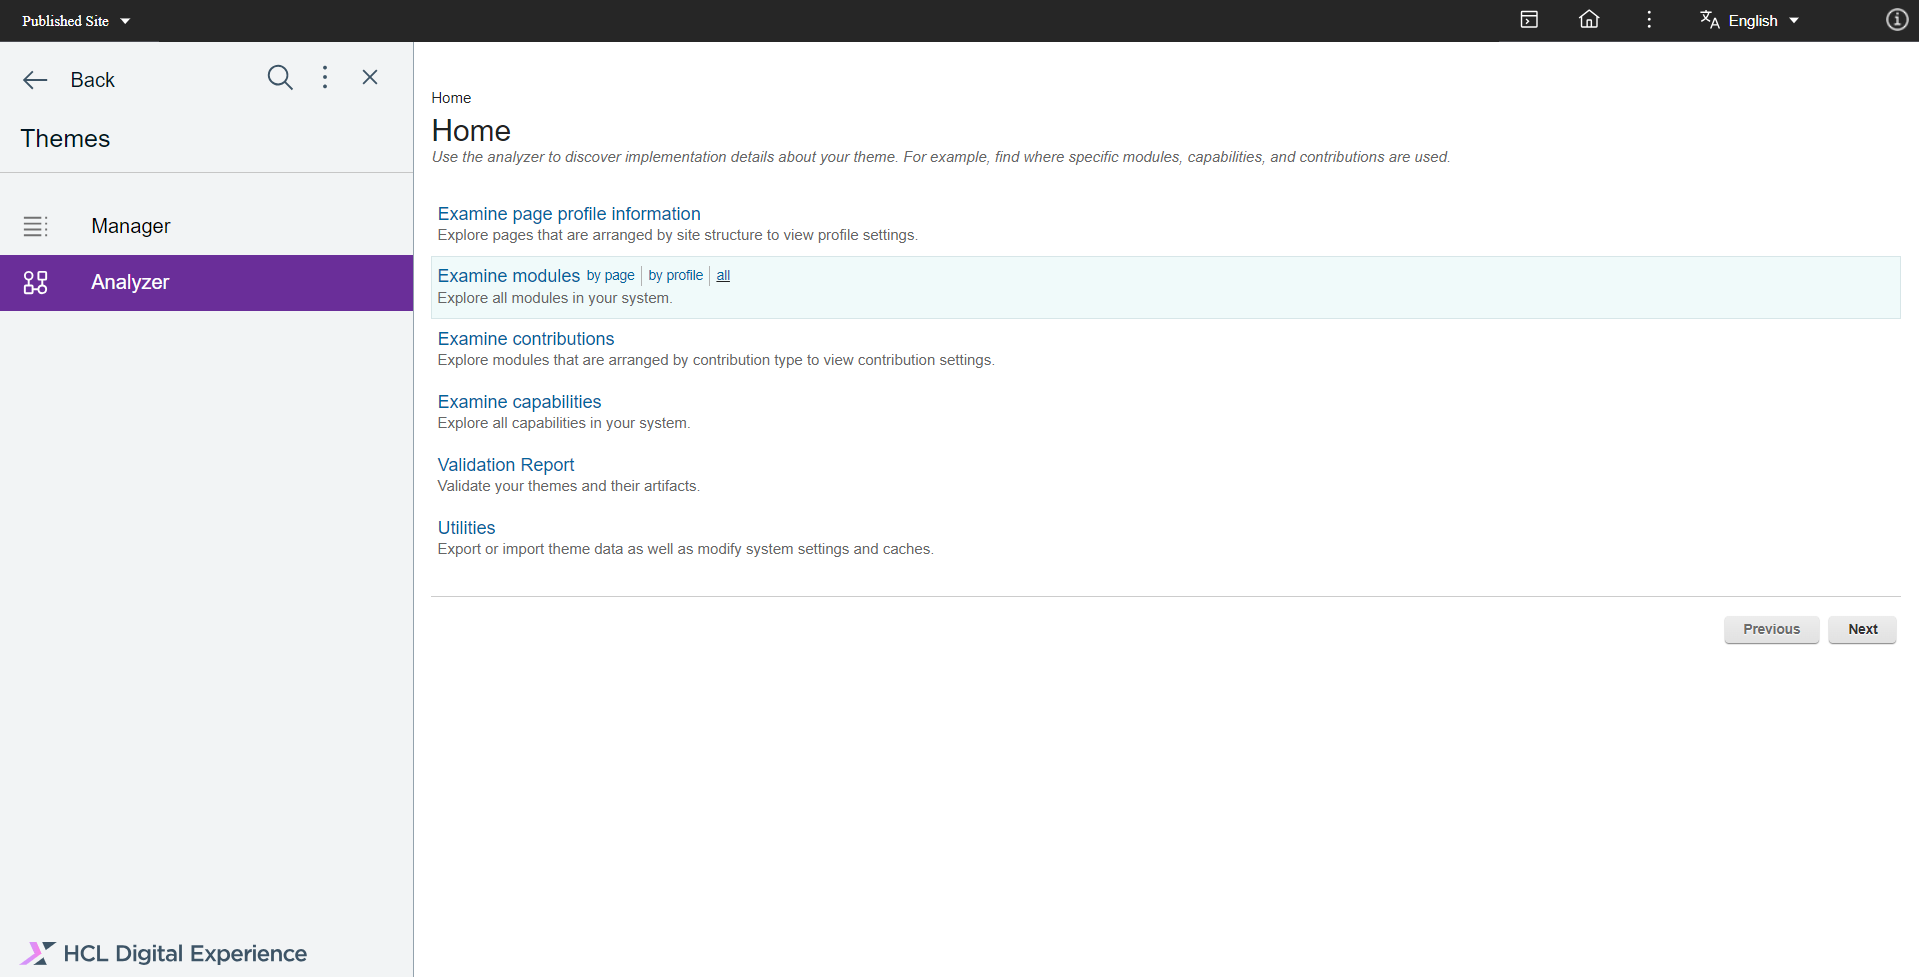 Published Site
English
Back
Themes
Manager
Analyzer
Home
Home
Use the analyzer to discover implementation details about your theme. For example, find where specific modules, capabilities, and contributions are used.
Examine page profile information
Explore pages that are arranged by site structure to view profile settings.
Examine modules by page by profile all
Explore all modules in your system.
Examine contributions
Explore modules that are arranged by contribution type to view contribution settings.
Examine capabilities
Explore all capabilities in your system.
Validation Report
Validate your themes and their artifacts.
Utilities
Export or import theme data as well as modify system settings and caches.
Previous Next
HCL Digital Experience